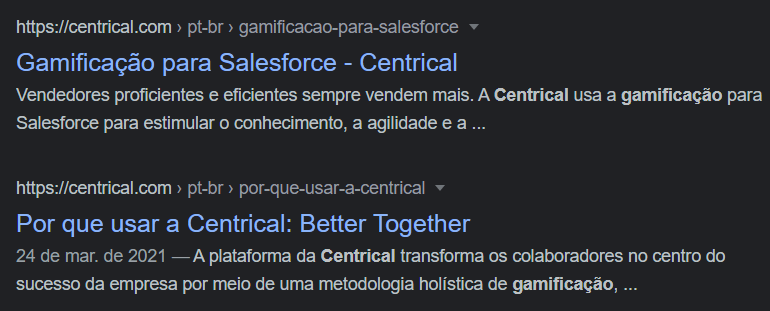 https://centrical.com › pt-br › gamificacao-para-salesforce
Gamificação para Salesforce - Centrical
Vendedores proficientes e eficientes sempre vendem mais. A Centrical usa a gamificação para
Salesforce para estimular o conhecimento, a agilidade e a ...
https://centrical.com › pt-br › por-que-usar-a-centrical
Por que usar a Centrical: Better Together
24 de mar. de 2021 — A plataforma da Centrical transforma os colaboradores no centro do
sucesso da empresa por meio de uma metodologia holística de gamificação, ...